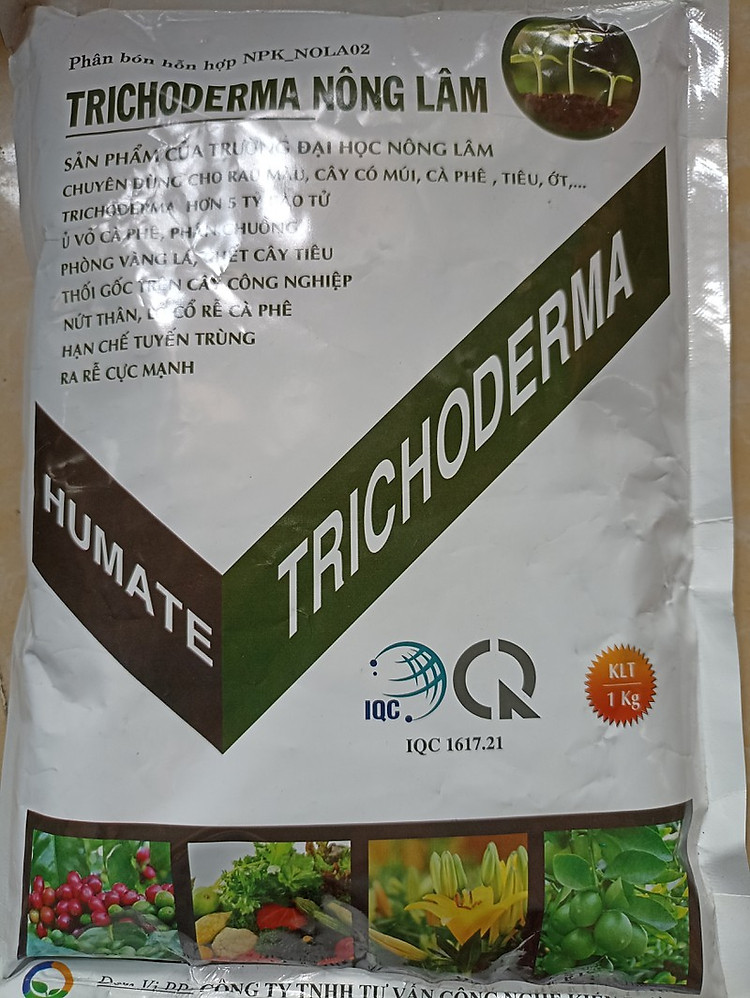 Phân bón hỗn hợp NPK_NOLA02
TRICHODERMA NÔNG LÂM
SẢN PHẨM CỦA TRƯỜNG ĐẠI HỌC NÔNG LÂM
CHUYÊN DÙNG CHO RAU MÀU, CÂY CÓ MÚI, CÀ PHÊ , TIÊU, ỚT,...
TRICHODERMA HƠN 5 TỶ BÀO TỬ
Ủ VỎ CÀ PHÊ, PHÂN CHUỒNG
PHÒNG VÀNG LÁ, CHẾT CÂY TIÊU
THỐI GỐC TRÊN CÂY CÔNG NGHIỆP
NỨT THÂN, CỔ RỄ CÀ PHÊ
HẠN CHẾ TUYẾN TRÙNG
RA RỄ CỰC MẠNH
HUMATE
TRICHODERMA
IQC
CR
KLT
1 Kg
IQC 1617.21
Đơn Vị PP: CÔNG TY TNHH TƯ VẤN CÔNG NGHỆ